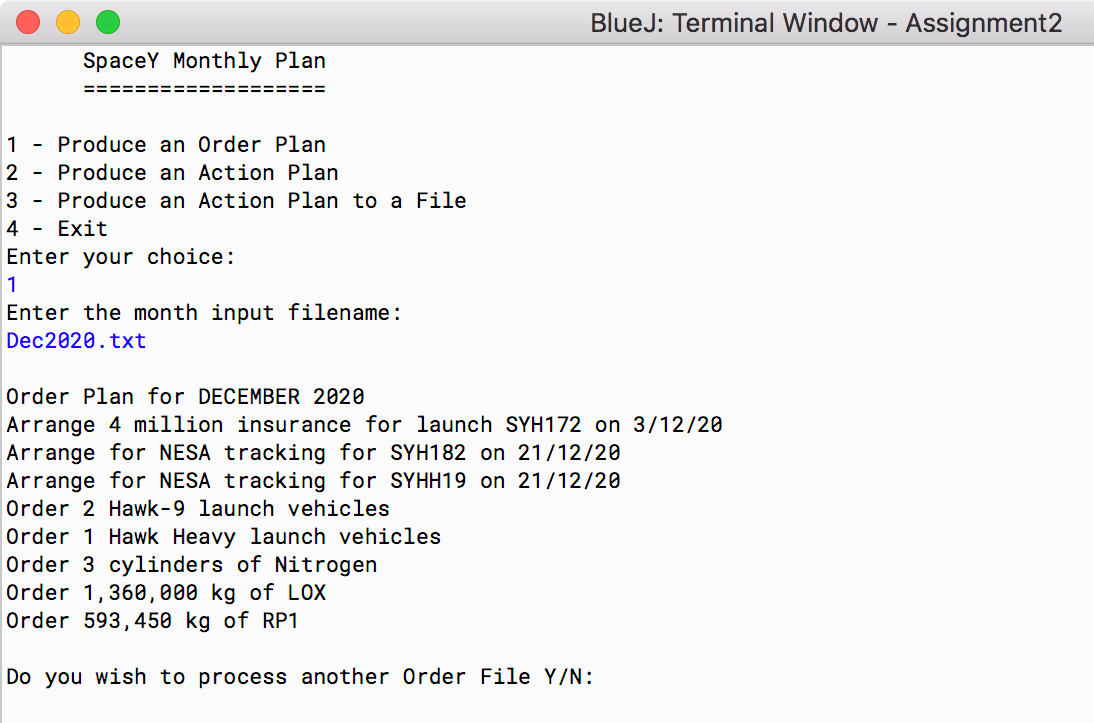 BlueJ: Terminal Window - Assignment2
SpaceY Monthly Plan
===================
1 - Produce an Order Plan
2 - Produce an Action Plan
3 - Produce an Action Plan to a File
4 - Exit
Enter your choice:
1
Enter the month input filename:
Dec2020.txt
Order Plan for DECEMBER 2020
Arrange 4 million insurance for launch SYH172 on 3/12/20
Arrange for NESA tracking for SYH182 on 21/12/20
Arrange for NESA tracking for SYHH19 on 21/12/20
Order 2 Hawk-9 launch vehicles
Order 1 Hawk Heavy launch vehicles
Order 3 cylinders of Nitrogen
Order 1,360,000 kg of LOX
Order 593,450 kg of RP1
Do you wish to process another Order File Y/N: